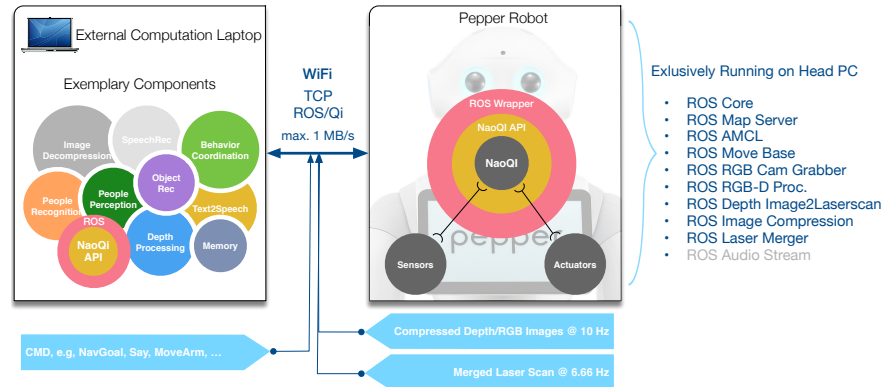 External Computation Laptop
Exemplary Components
Image
Decompression
SpeechRec
Behavior
Coordination
Object
Rec
People
Perception
People
Recognition
Text2Speech
ROS
NaoQi
API
Depth
Processing
Memory
WiFi
TCP
ROS/Qi
max. 1 MB/s
Pepper Robot
ROS Wrapper
NaoQI API
NaoQI
pepper
Sensors
Actuators
Exlusively Running on Head PC
• ROS Core
• ROS Map Server
• ROS AMCL
• ROS Move Base
• ROS RGB Cam Grabber
• ROS RGB-D Proc.
• ROS Depth Image2Laserscan
• ROS Image Compression
• ROS Laser Merger
• ROS Audio Stream
CMD, e.g, NavGoal, Say, MoveArm, …
Compressed Depth/RGB Images @ 10 Hz
Merged Laser Scan @ 6.66 Hz